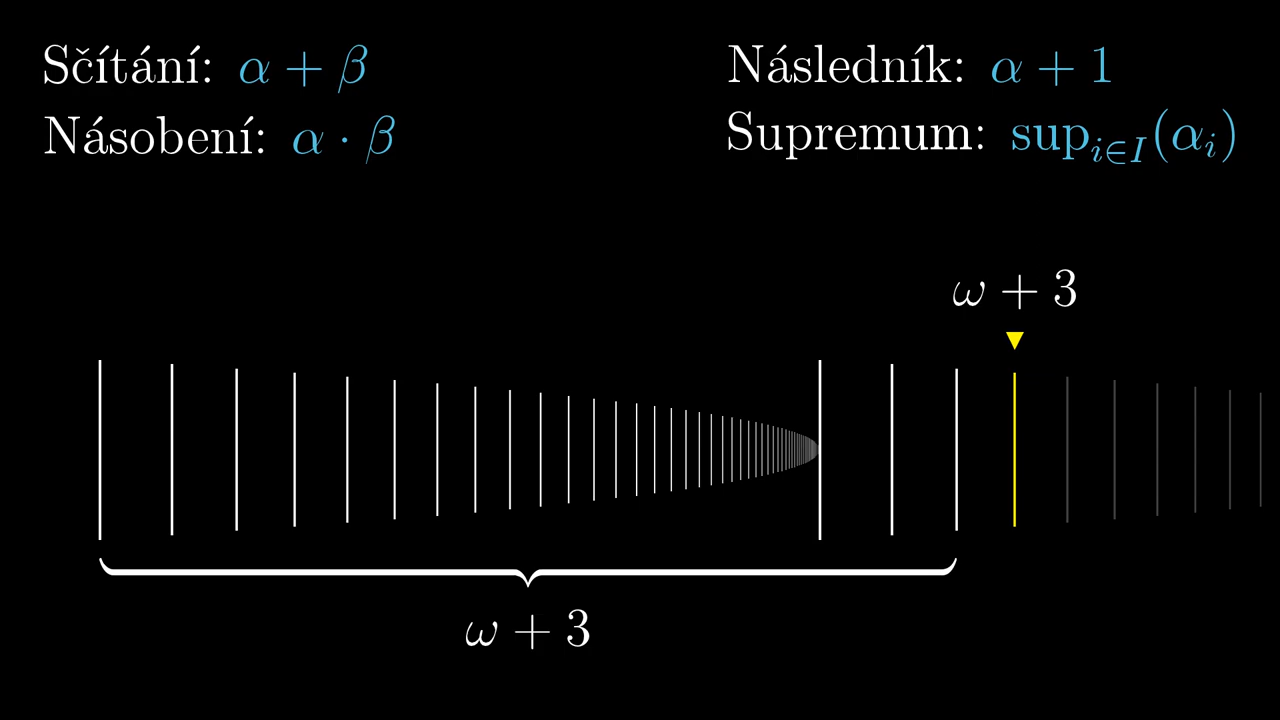 Sčítání: α + β
Násobení: α · β
Následník: α + 1
Supremum: sup_{i∈I}(α_i)
ω + 3
ω + 3